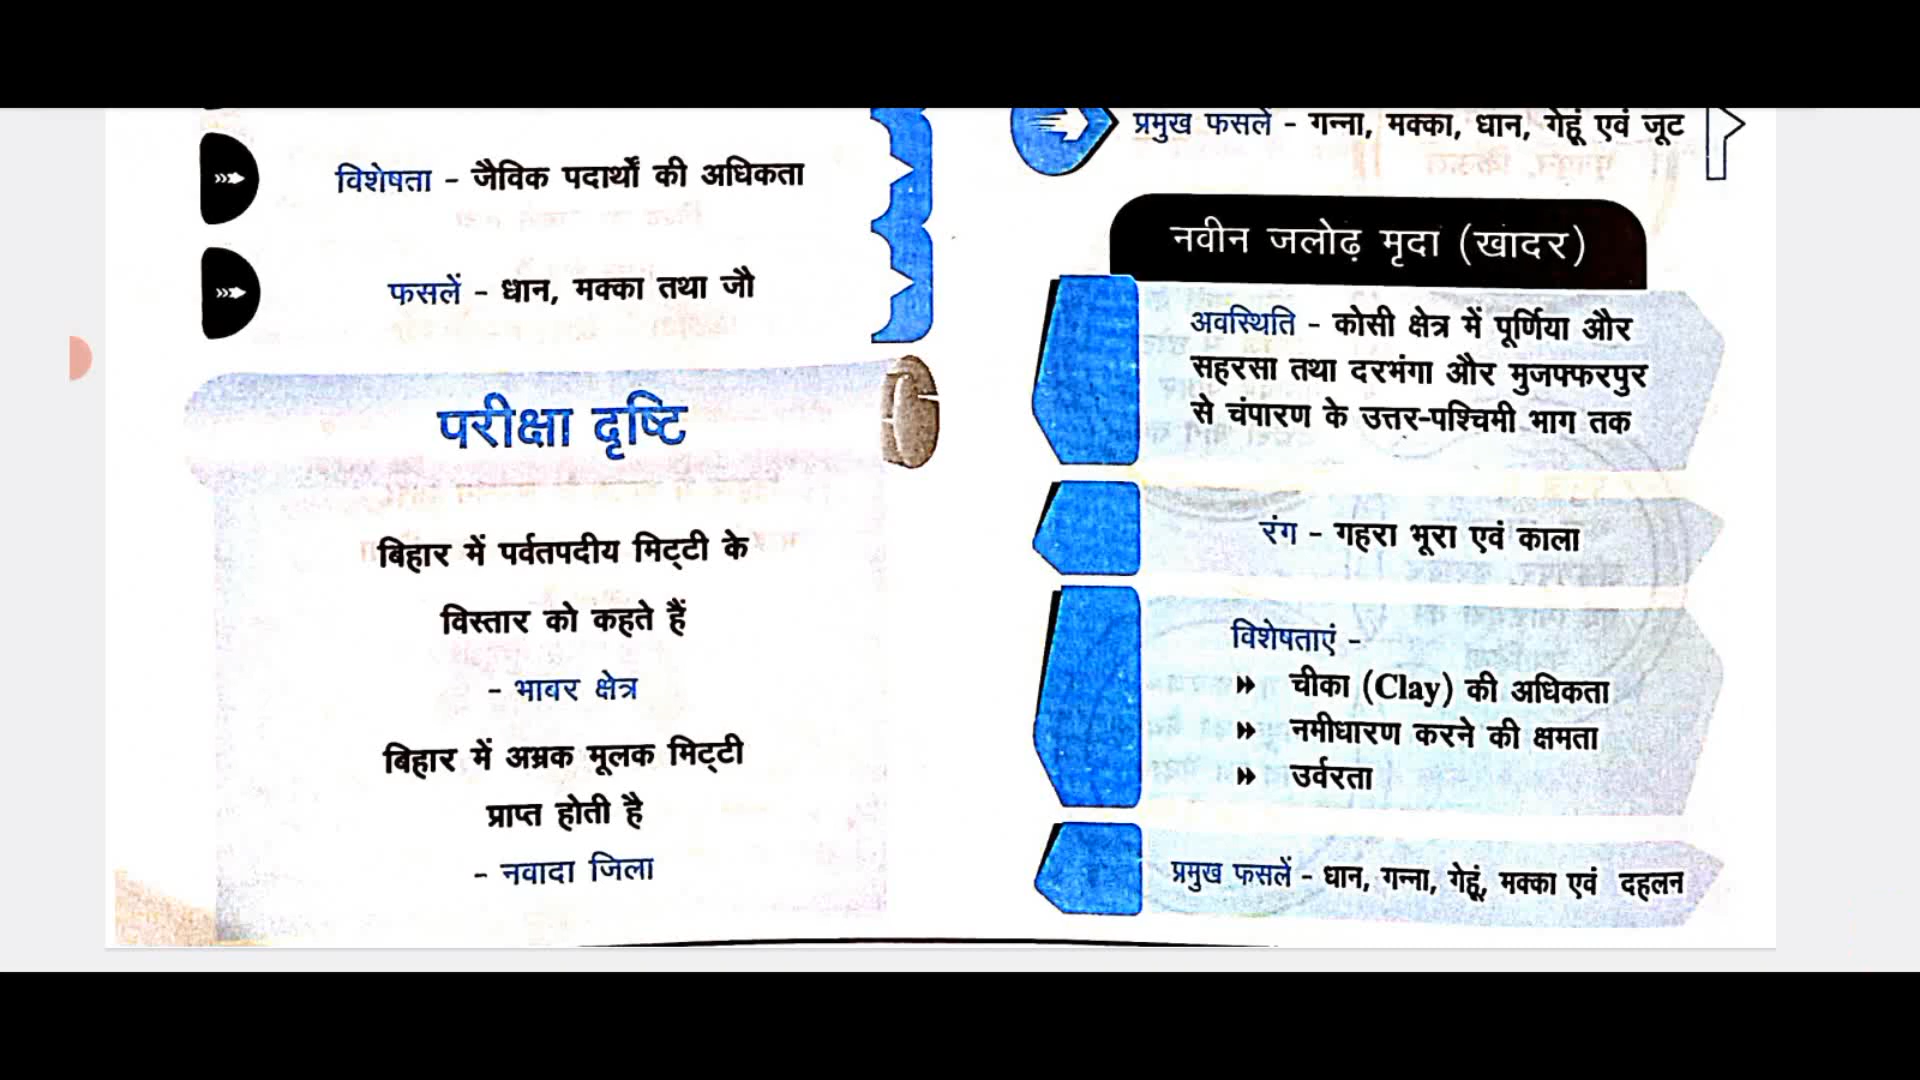 विशेषता - जैविक पदार्थों की अधिकता
फसलें - धान, मक्का तथा जौ
परीक्षा दृष्टि
बिहार में पर्वतपदीय मिट्टी के
विस्तार को कहते हैं
- भाबर क्षेत्र
बिहार में अभ्रक मूलक मिट्टी
प्राप्त होती है
- नवादा जिला
प्रमुख फसलें - गन्ना, मक्का, धान, गेहूं एवं जूट
नवीन जलोढ़ मृदा (खादर)
अवस्थिति - कोसी क्षेत्र में पूर्णिया और
सहरसा तथा दरभंगा और मुजफ्फरपुर
से चंपारण के उत्तर-पश्चिमी भाग तक
रंग - गहरा भूरा एवं काला
विशेषताएं -
चीका (Clay) की अधिकता
नमीधारण करने की क्षमता
उर्वरता
प्रमुख फसलें - धान, गन्ना, गेहूं, मक्का एवं दहलन